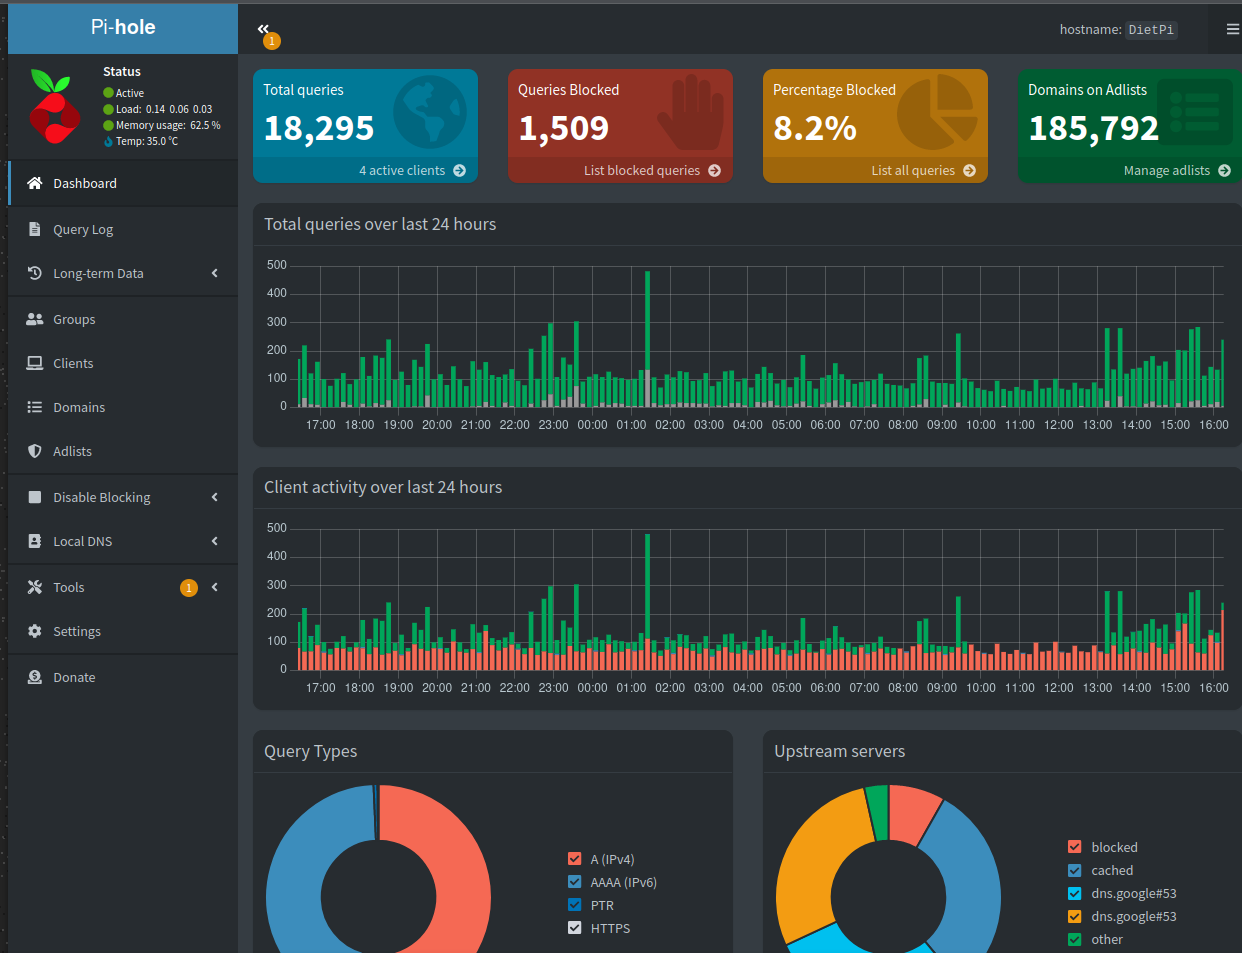 Pi-hole
1
hostname: DietPi
Status
Active
Load: 0.14 0.06 0.03
Memory usage: 62.5 %
Temp: 35.0 °C
Dashboard
Query Log
Long-term Data
Groups
Clients
Domains
Adlists
Disable Blocking
Local DNS
Tools 1
Settings
Donate
Total queries
18,295
4 active clients
Queries Blocked
1,509
List blocked queries
Percentage Blocked
8.2%
List all queries
Domains on Adlists
185,792
Manage adlists
Total queries over last 24 hours
500
400
300
200
100
0
17:00 18:00 19:00 20:00 21:00 22:00 23:00 00:00 01:00 02:00 03:00 04:00 05:00 06:00 07:00 08:00 09:00 10:00 11:00 12:00 13:00 14:00 15:00 16:00
Client activity over last 24 hours
500
400
300
200
100
0
17:00 18:00 19:00 20:00 21:00 22:00 23:00 00:00 01:00 02:00 03:00 04:00 05:00 06:00 07:00 08:00 09:00 10:00 11:00 12:00 13:00 14:00 15:00 16:00
Query Types
A (IPv4)
AAAA (IPv6)
PTR
HTTPS
Upstream servers
blocked
cached
dns.google#53
dns.google#53
other